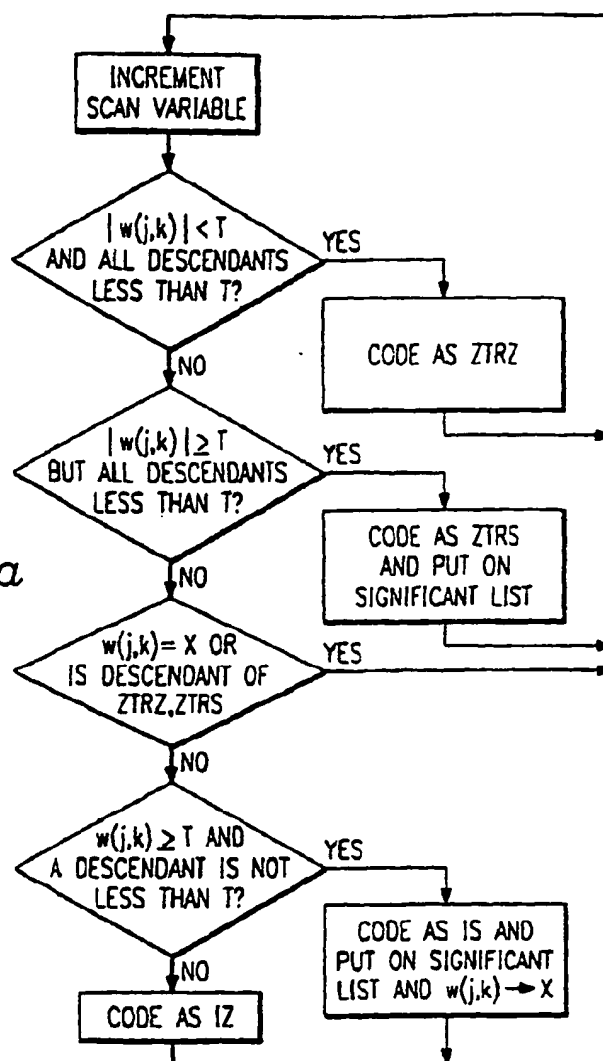 INCREMENT
SCAN VARIABLE
|w(j,k)| < T
AND ALL DESCENDANTS
LESS THAN T?
YES
CODE AS ZTRZ
NO
|w(j,k)| ≥ T
BUT ALL DESCENDANTS
LESS THAN T?
YES
CODE AS ZTRS
AND PUT ON
SIGNIFICANT LIST
a
NO
w(j,k)= X OR
IS DESCENDANT OF
ZTRZ,ZTRS
YES
NO
w(j,k) ≥ T AND
A DESCENDANT IS NOT
LESS THAN T?
YES
CODE AS IS AND
PUT ON SIGNIFICANT
LIST AND w(j,k) → X
NO
CODE AS IZ